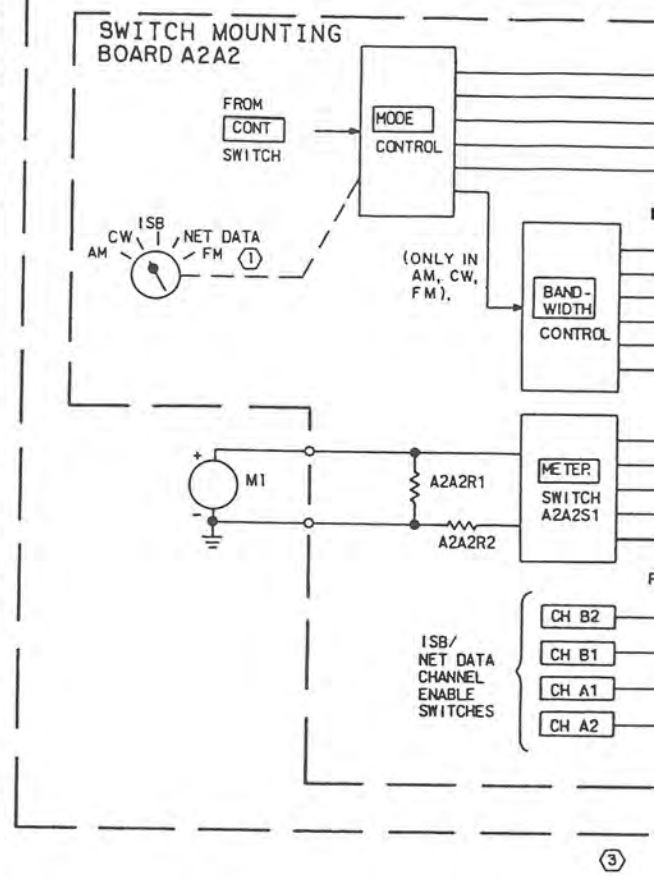 SWITCH MOUNTING
BOARD A2A2
FROM
CONT
SWITCH
MODE
CONTROL
AM
CW
ISB
NET DATA
FM
1
(ONLY IN
AM, CW,
FM),
BAND-
WIDTH
CONTROL
+
M1
-
A2A2R1
A2A2R2
METER
SWITCH
A2A2S1
ISB/
NET DATA
CHANNEL
ENABLE
SWITCHES
CH B2
CH B1
CH A1
CH A2
3